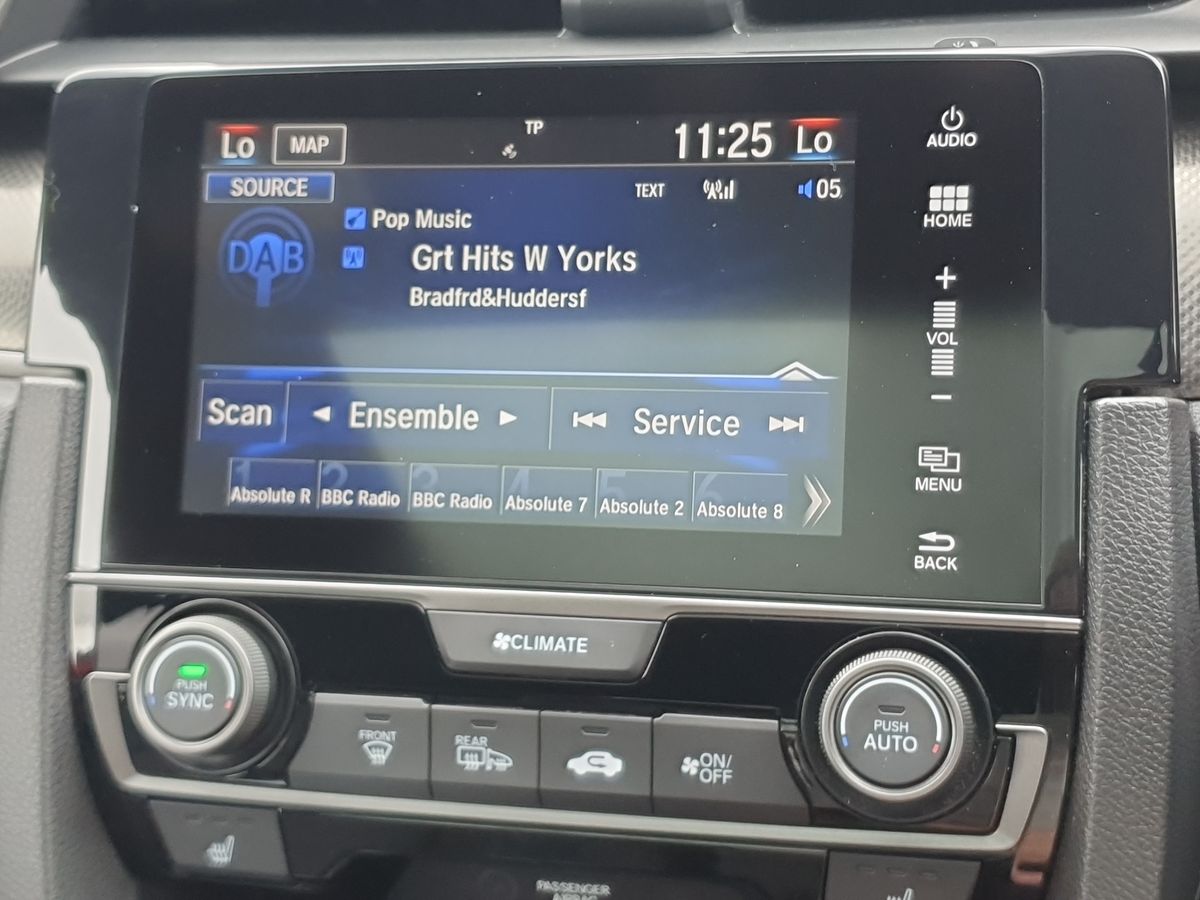 Lo MAP TP 11:25 Lo
SOURCE TEXT 05
DAB
Pop Music
Grt Hits W Yorks
Bradfrd&Huddersf
Scan Ensemble Service
1 2 3 4 5 6
Absolute R BBC Radio BBC Radio Absolute 7 Absolute 2 Absolute 8
AUDIO
HOME
+
VOL
-
MENU
BACK
CLIMATE
PUSH
SYNC
FRONT
REAR
ON/
OFF
PUSH
AUTO
PASSENGER
AIRBAG